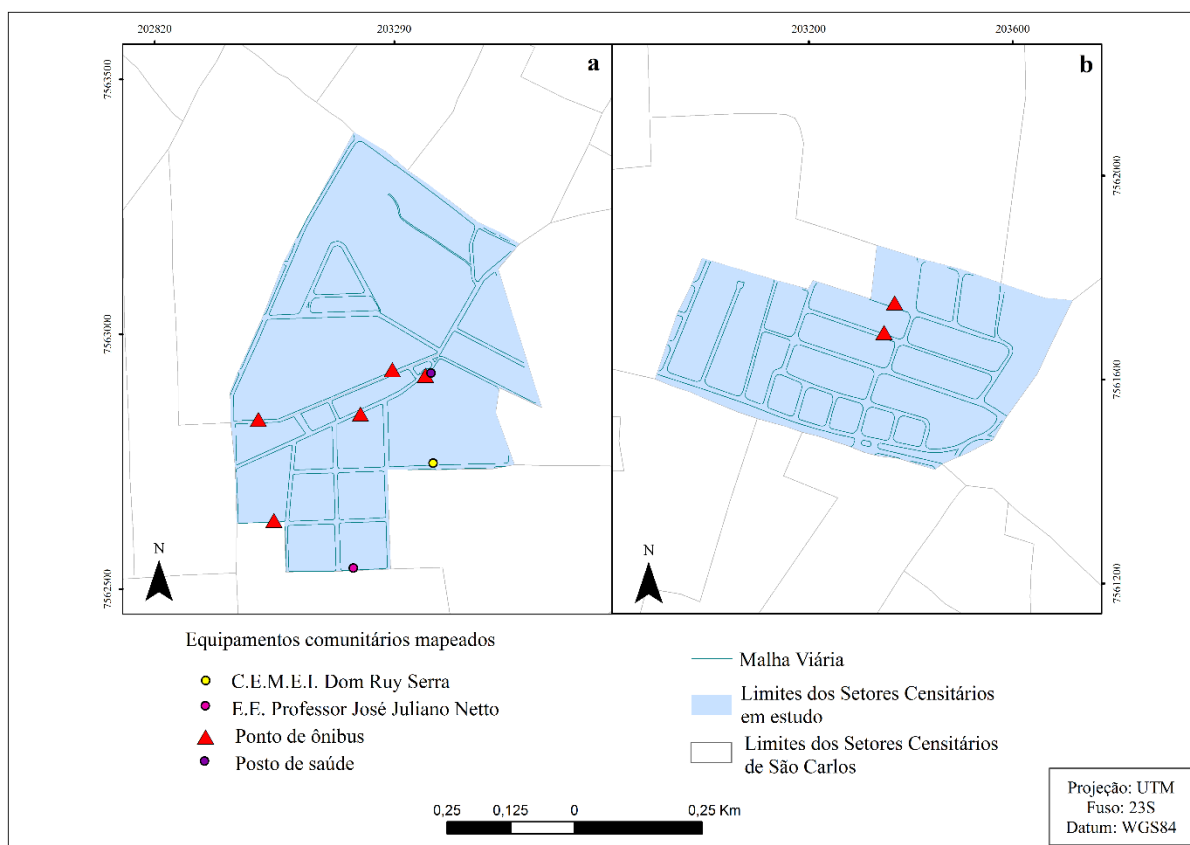 202820
203290
203200
203600
a
b
7563500
7563000
7562500
7562000
7561600
7561200
N
N
Equipamentos comunitários mapeados
C.E.M.E.I. Dom Ruy Serra
E.E. Professor José Juliano Netto
Ponto de ônibus
Posto de saúde
Malha Viária
Limites dos Setores Censitários
em estudo
Limites dos Setores Censitários
de São Carlos
0,25 0,125 0 0,25 Km
Projeção: UTM
Fuso: 23S
Datum: WGS84